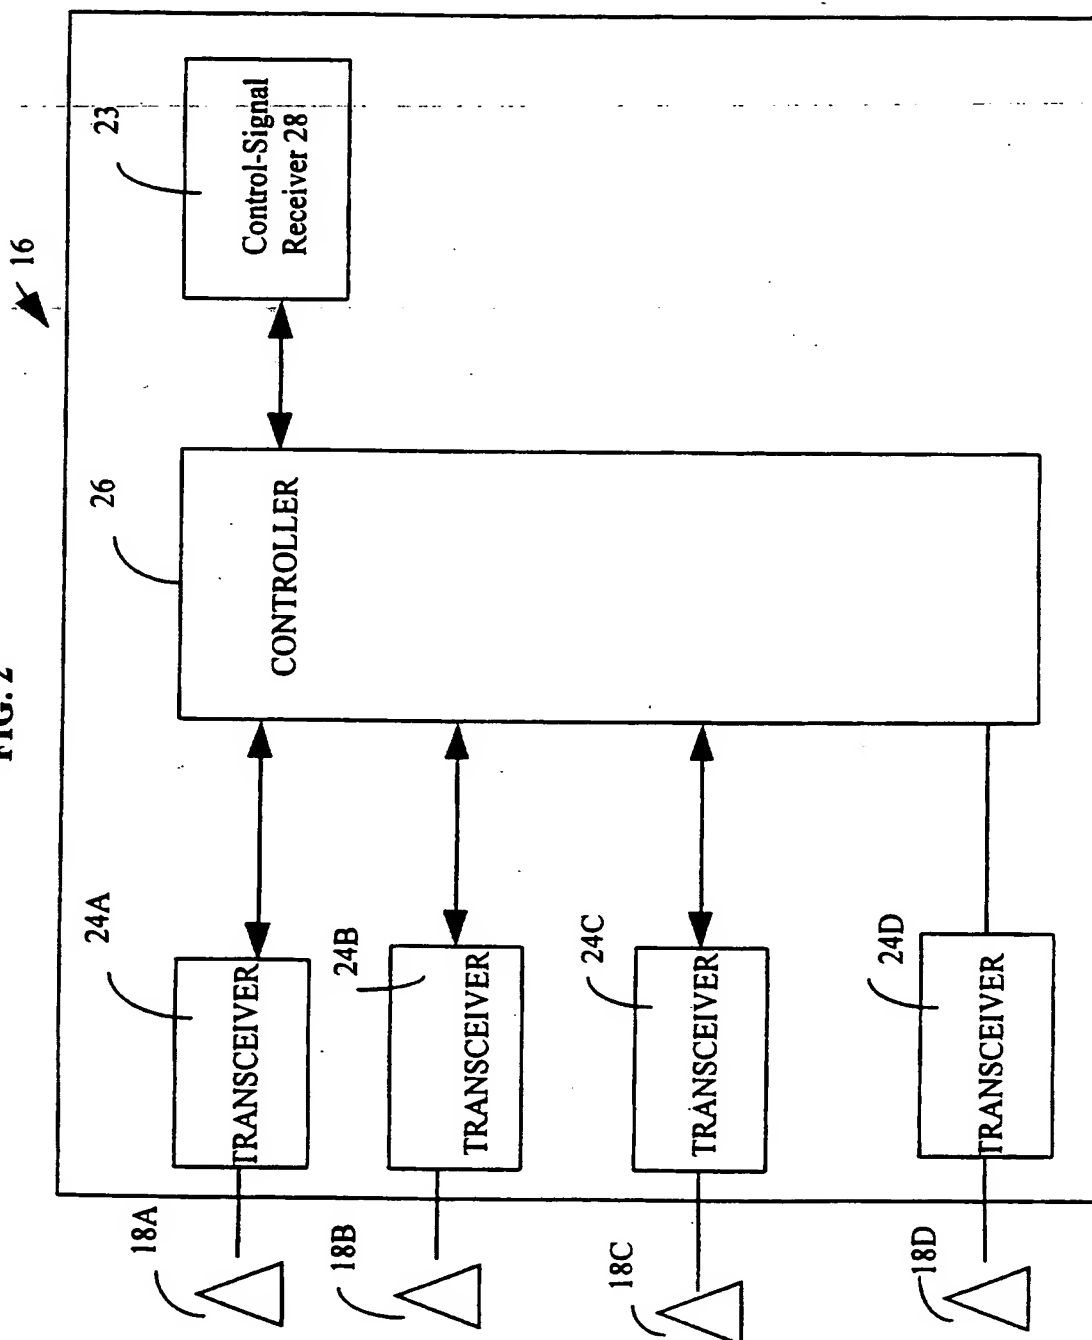 FIG. 2
16
23
Control-Signal
Receiver 28
26
CONTROLLER
24A
TRANSCEIVER
24B
TRANSCEIVER
24C
TRANSCEIVER
24D
TRANSCEIVER
18A
18B
18C
18D